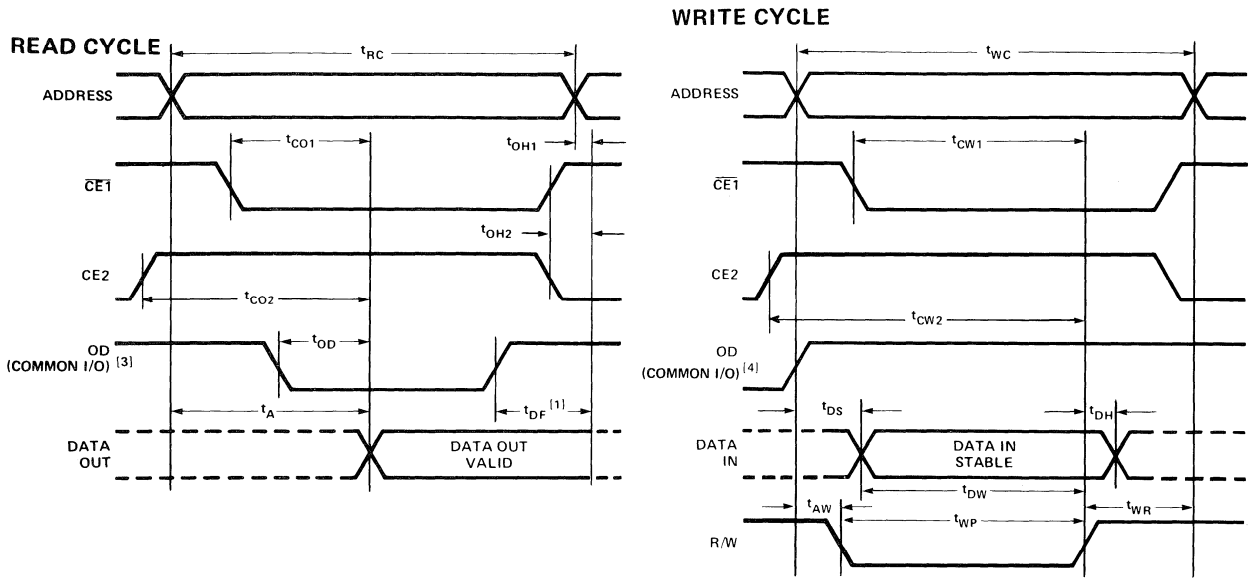 READ CYCLE
tRC
ADDRESS
tCO1
tOH1
CE1
tOH2
CE2
tCO2
OD
(COMMON I/O) [3]
tOD
tA
tDF [1]
DATA
OUT
DATA OUT
VALID
WRITE CYCLE
tWC
ADDRESS
tCW1
CE1
CE2
tCW2
OD
(COMMON I/O) [4]
tDS
tDH
DATA
IN
DATA IN
STABLE
tDW
tAW
tWP
tWR
R/W